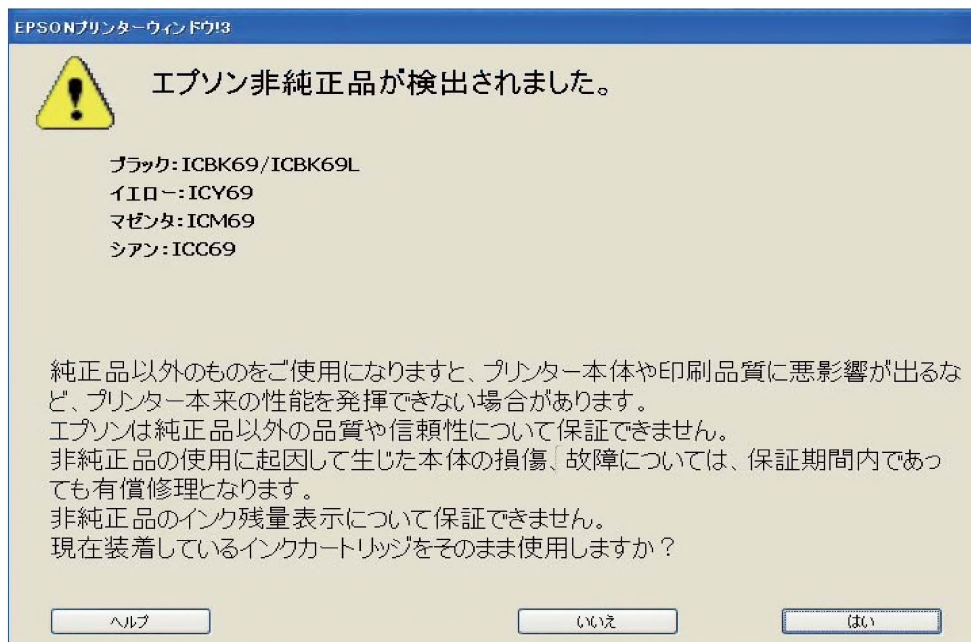 EPSONプリンターウィンドウ!3
エプソン非純正品が検出されました。
ブラック:ICBK69/ICBK69L
イエロー:ICY69
マゼンタ:ICM69
シアン:ICC69
純正品以外のものをご使用になりますと、プリンター本体や印刷品質に悪影響が出るな
ど、プリンター本来の性能を発揮できない場合があります。
エプソンは純正品以外の品質や信頼性について保証できません。
非純正品の使用に起因して生じた本体の損傷、故障については、保証期間内であっ
ても有償修理となります。
非純正品のインク残量表示について保証できません。
現在装着しているインクカートリッジをそのまま使用しますか？
ヘルプ
いいえ
はい